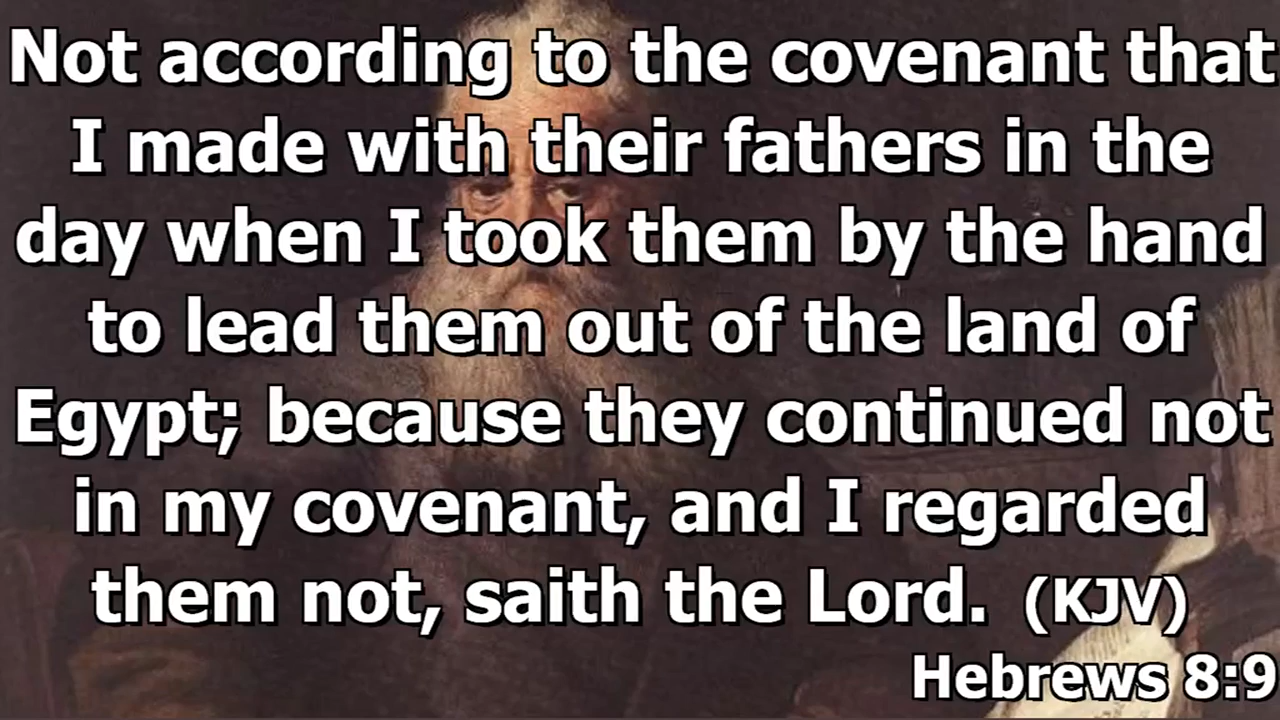 Not according to the covenant that
I made with their fathers in the
day when I took them by the hand
to lead them out of the land of
Egypt; because they continued not
in my covenant, and I regarded
them not, saith the Lord. (KJV)
Hebrews 8:9